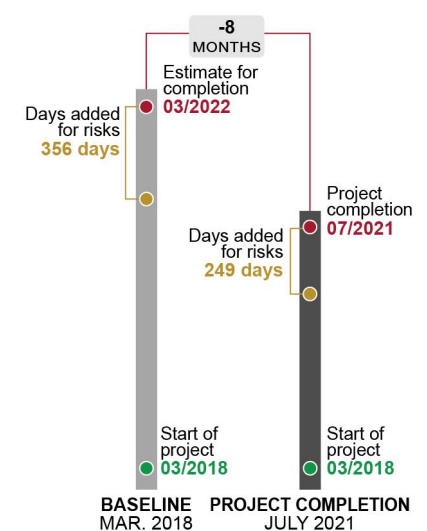 -8
MONTHS
Estimate for
completion
03/2022
Days added
for risks
356 days
Project
completion
07/2021
Days added
for risks
249 days
Start of
project
03/2018
Start of
project
03/2018
BASELINE
MAR. 2018
PROJECT COMPLETION
JULY 2021